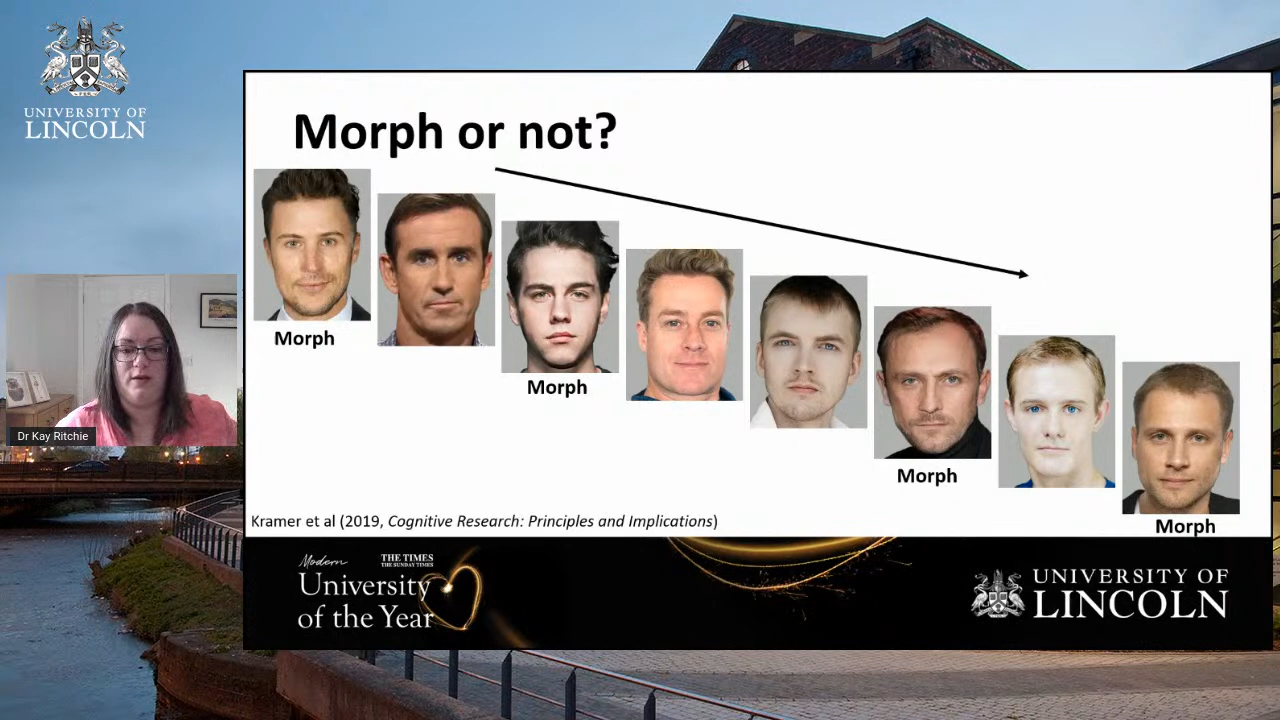 UNIVERSITY OF
LINCOLN
Morph or not?
Morph
Morph
Morph
Morph
Dr Kay Ritchie
Kramer et al (2019, Cognitive Research: Principles and Implications)
Modern
THE TIMES
THE SUNDAY TIMES
University
of the Year
UNIVERSITY OF
LINCOLN